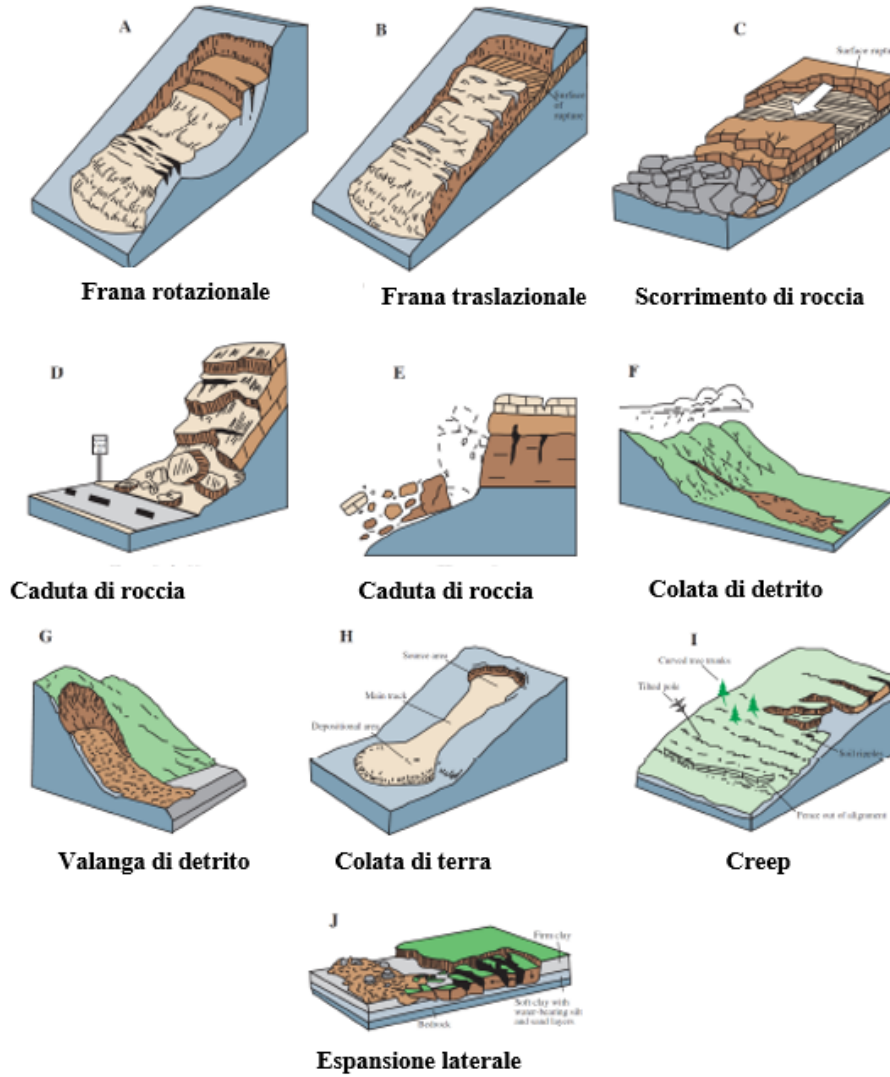 A
B
C
Surface rupture
Surface
of
rupture
Frana rotazionale
Frana traslazionale
Scorrimento di roccia
D
E
F
Caduta di roccia
Caduta di roccia
Colata di detrito
G
H
I
Source area
Main track
Depositional area
Curved tree trunks
Tilted pole
Soil ripples
Fence out of alignment
Valanga di detrito
Colata di terra
Creep
J
Firm clay
Soft clay with
water-bearing silt
and sand layers
Bedrock
Espansione laterale